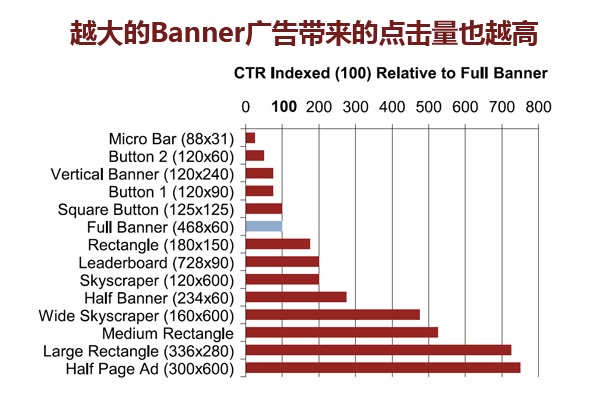 越大的Banner广告带来的点击量也越高
CTR Indexed (100) Relative to Full Banner
0 100 200 300 400 500 600 700 800
Micro Bar (88x31)
Button 2 (120x60)
Vertical Banner (120x240)
Button 1 (120x90)
Square Button (125x125)
Full Banner (468x60)
Rectangle (180x150)
Leaderboard (728x90)
Skyscraper (120x600)
Half Banner (234x60)
Wide Skyscraper (160x600)
Medium Rectangle
Large Rectangle (336x280)
Half Page Ad (300x600)